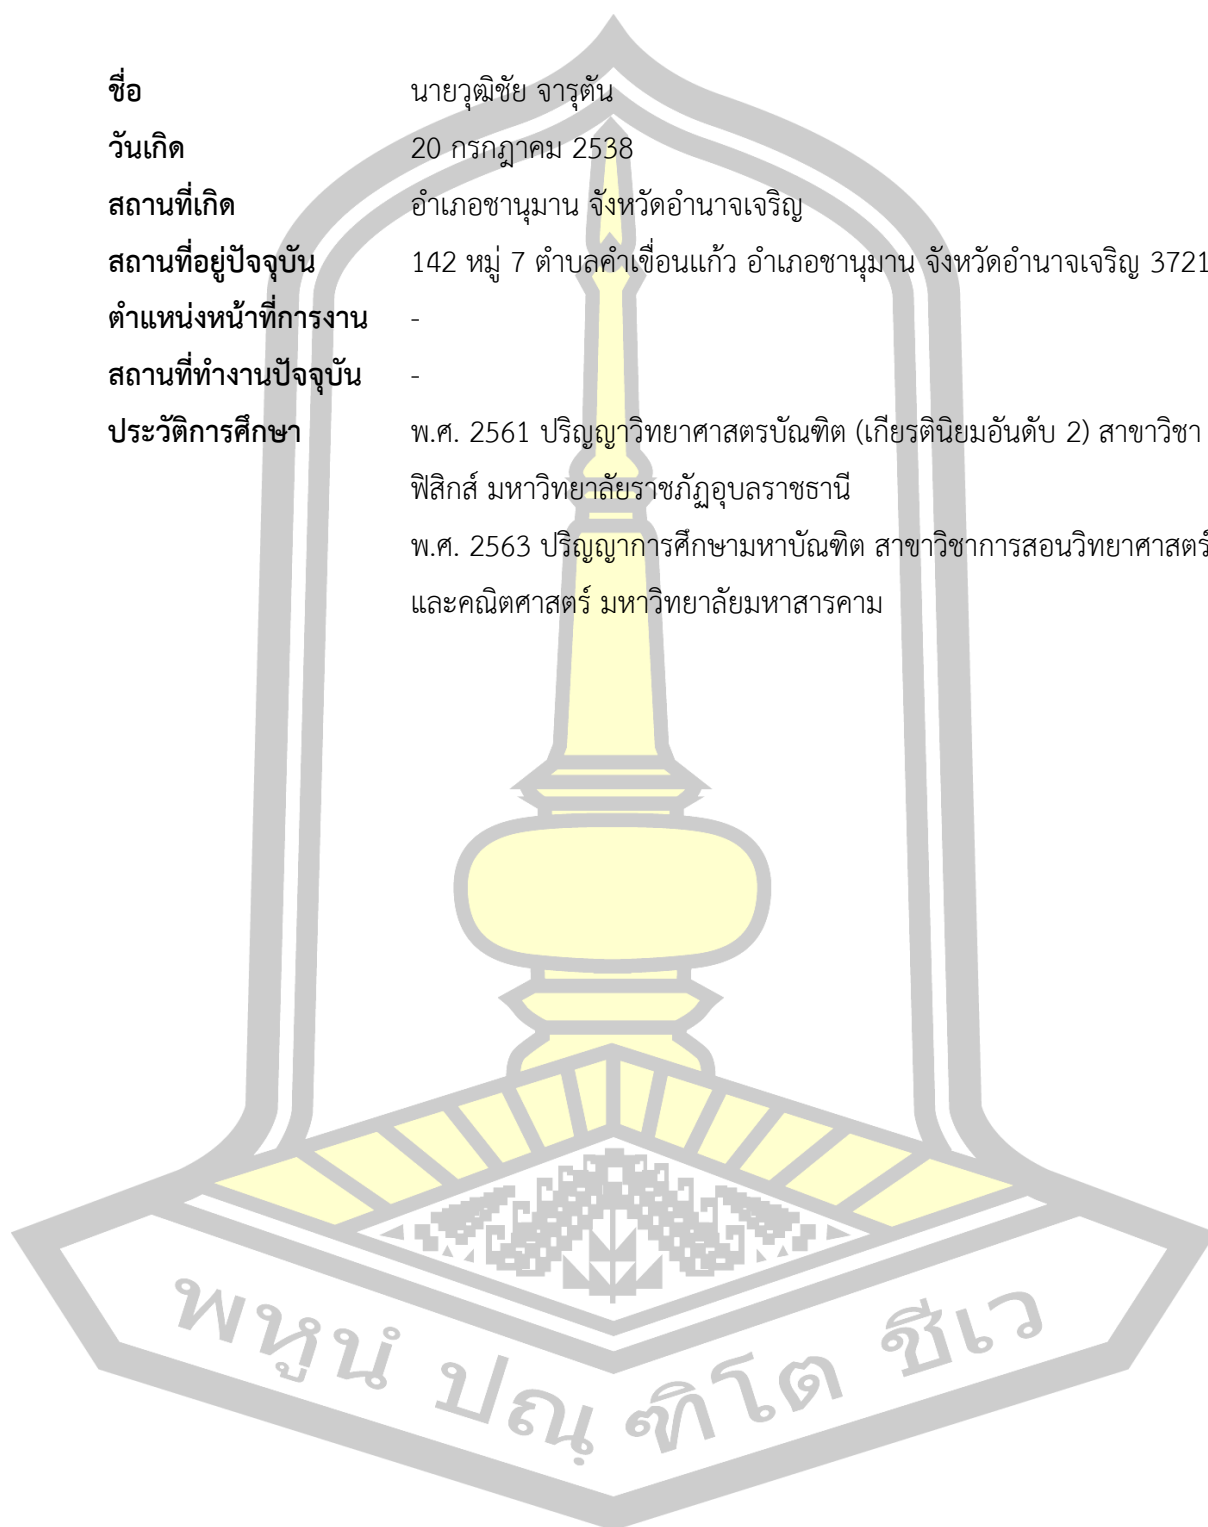 ชื่อ นายวุฒิชัย จารุตัน
วันเกิด 20 กรกฎาคม 2538
สถานที่เกิด อำเภอชานุมาน จังหวัดอำนาจเจริญ
สถานที่อยู่ปัจจุบัน 142 หมู่ 7 ตำบลคำเขื่อนแก้ว อำเภอชานุมาน จังหวัดอำนาจเจริญ 3721
ตำแหน่งหน้าที่การงาน -
สถานที่ทำงานปัจจุบัน -
ประวัติการศึกษา พ.ศ. 2561 ปริญญาวิทยาศาสตรบัณฑิต (เกียรตินิยมอันดับ 2) สาขาวิชา
ฟิสิกส์ มหาวิทยาลัยราชภัฏอุบลราชธานี
พ.ศ. 2563 ปริญญาการศึกษามหาบัณฑิต สาขาวิชาการสอนวิทยาศาสตร์
และคณิตศาสตร์ มหาวิทยาลัยมหาสารคาม
พหูนํ ปณฺฑิโต ชีเว